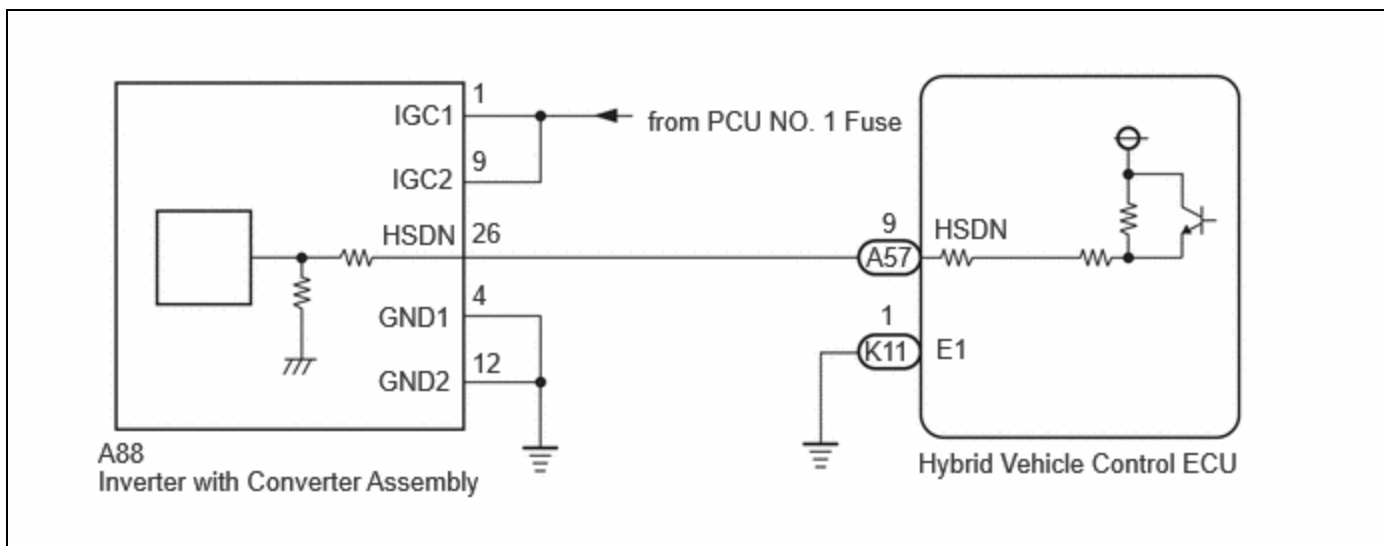 1
IGC1
from PCU NO. 1 Fuse
9
IGC2
HSDN 26
9
HSDN
A57
4
GND1
1
K11 E1
12
GND2
A88
Inverter with Converter Assembly
Hybrid Vehicle Control ECU